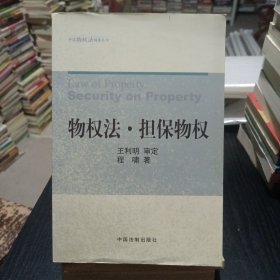 Law of Property
Security on Property
物权法·担保物权
王利明 审定
程啸 著
中国法制出版社